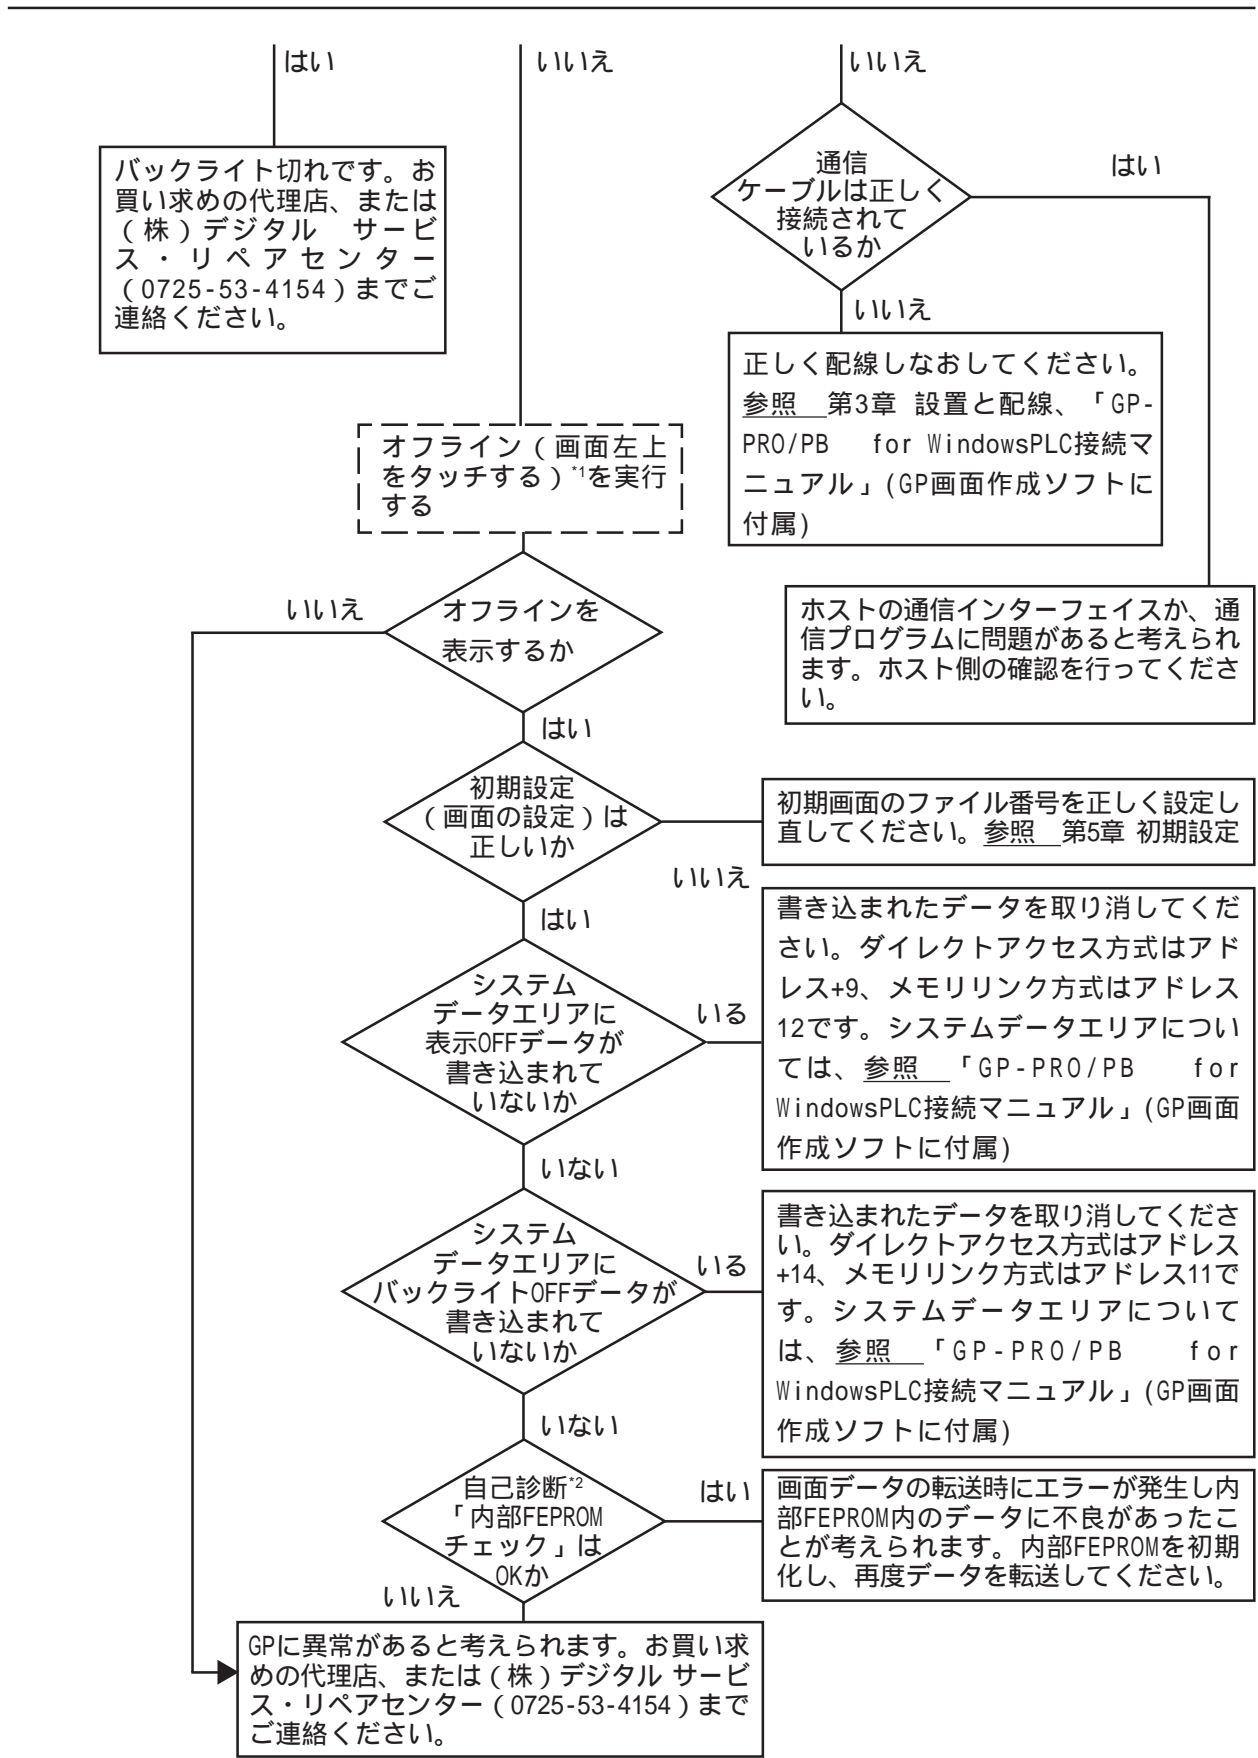 はい
いいえ
いいえ
バックライト切れです。お
買い求めの代理店、または
(株)デジタル サービ
ス・リペアセンター
(0725-53-4154)までご
連絡ください。
通信
ケーブルは正しく
接続されて
いるか
はい
いいえ
正しく配線しなおしてください。
参照 第3章 設置と配線、「GP-
PRO/PB for WindowsPLC接続マ
ニュアル」(GP画面作成ソフトに
付属)
オフライン(画面左上
をタッチする)*1を実行
する
いいえ
オフラインを
表示するか
ホストの通信インターフェイスか、通
信プログラムに問題があると考えられ
ます。ホスト側の確認を行ってくださ
い。
はい
初期設定
(画面の設定)は
正しいか
初期画面のファイル番号を正しく設定し
直してください。参照 第5章 初期設定
いいえ
はい
システム
データエリアに
表示OFFデータが
書き込まれて
いないか
いる
書き込まれたデータを取り消してくだ
さい。ダイレクトアクセス方式はアド
レス+9、メモリリンク方式はアドレス
12です。システムデータエリアについ
ては、参照 「GP-PRO/PB for
WindowsPLC接続マニュアル」(GP画面
作成ソフトに付属)
いない
システム
データエリアに
バックライトOFFデータが
書き込まれて
いないか
いる
書き込まれたデータを取り消してくださ
い。ダイレクトアクセス方式はアドレス
+14、メモリリンク方式はアドレス11で
す。システムデータエリアについて
は、参照 「GP-PRO/PB for
WindowsPLC接続マニュアル」(GP画面
作成ソフトに付属)
いない
自己診断*2
「内部FEPROM
チェック」は
OKか
はい
画面データの転送時にエラーが発生し内
部FEPROM内のデータに不良があったこ
とが考えられます。内部FEPROMを初期
化し、再度データを転送してください。
いいえ
GPに異常があると考えられます。お買い求
めの代理店、または(株)デジタル サービ
ス・リペアセンター(0725-53-4154)まで
ご連絡ください。